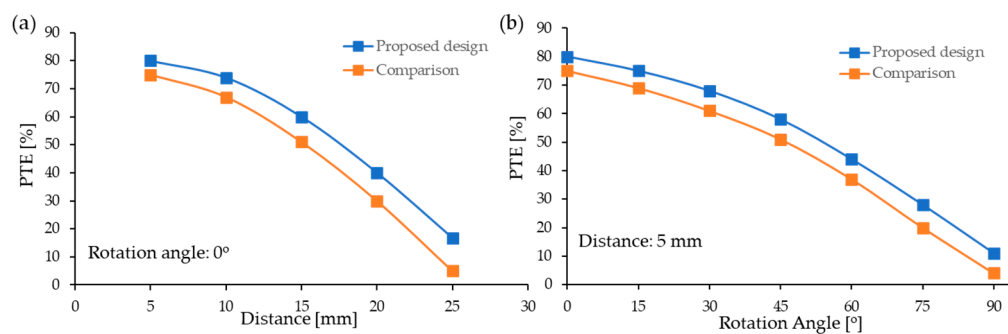 (a)
90
80
70
60
50
40
30
20
10
0
PTE [%]
Proposed design
Comparison
Rotation angle: 0º
0 5 10 15 20 25 30
Distance [mm]
(b)
90
80
70
60
50
40
30
20
10
0
PTE [%]
Proposed design
Comparison
Distance: 5 mm
0 15 30 45 60 75 90
Rotation Angle [º]